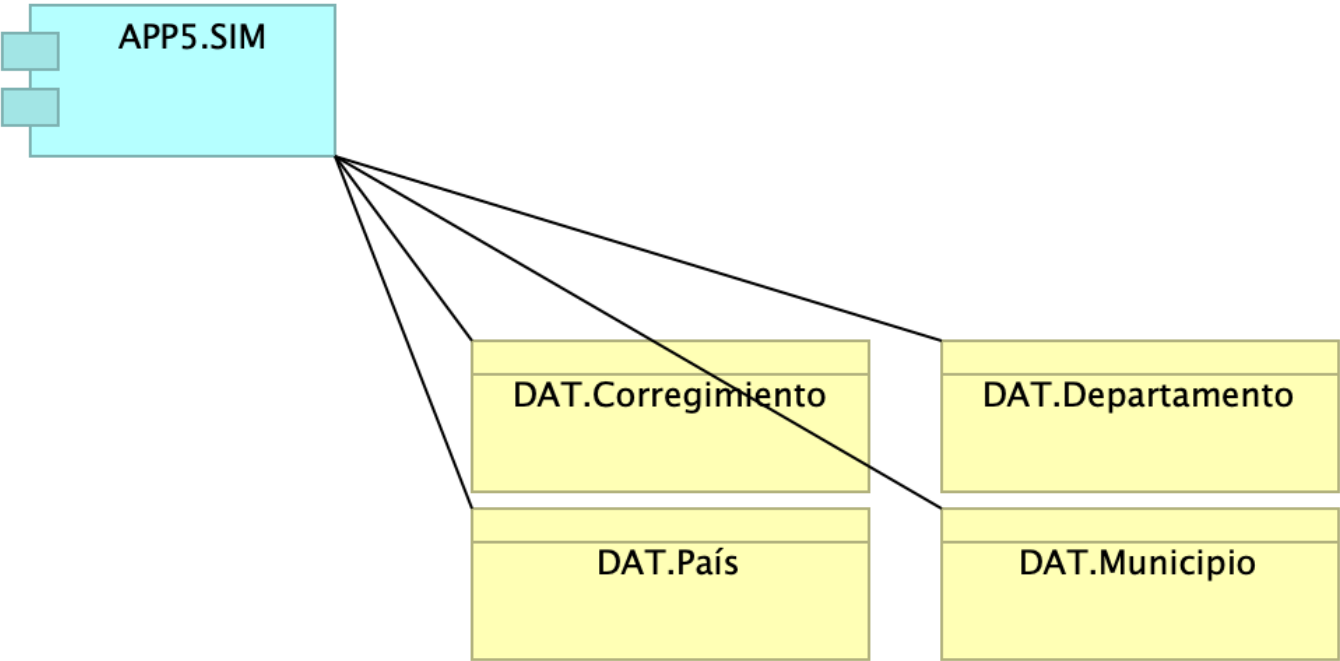 APP5.SIM
DAT.Corregimiento
DAT.Departamento
DAT.País
DAT.Municipio